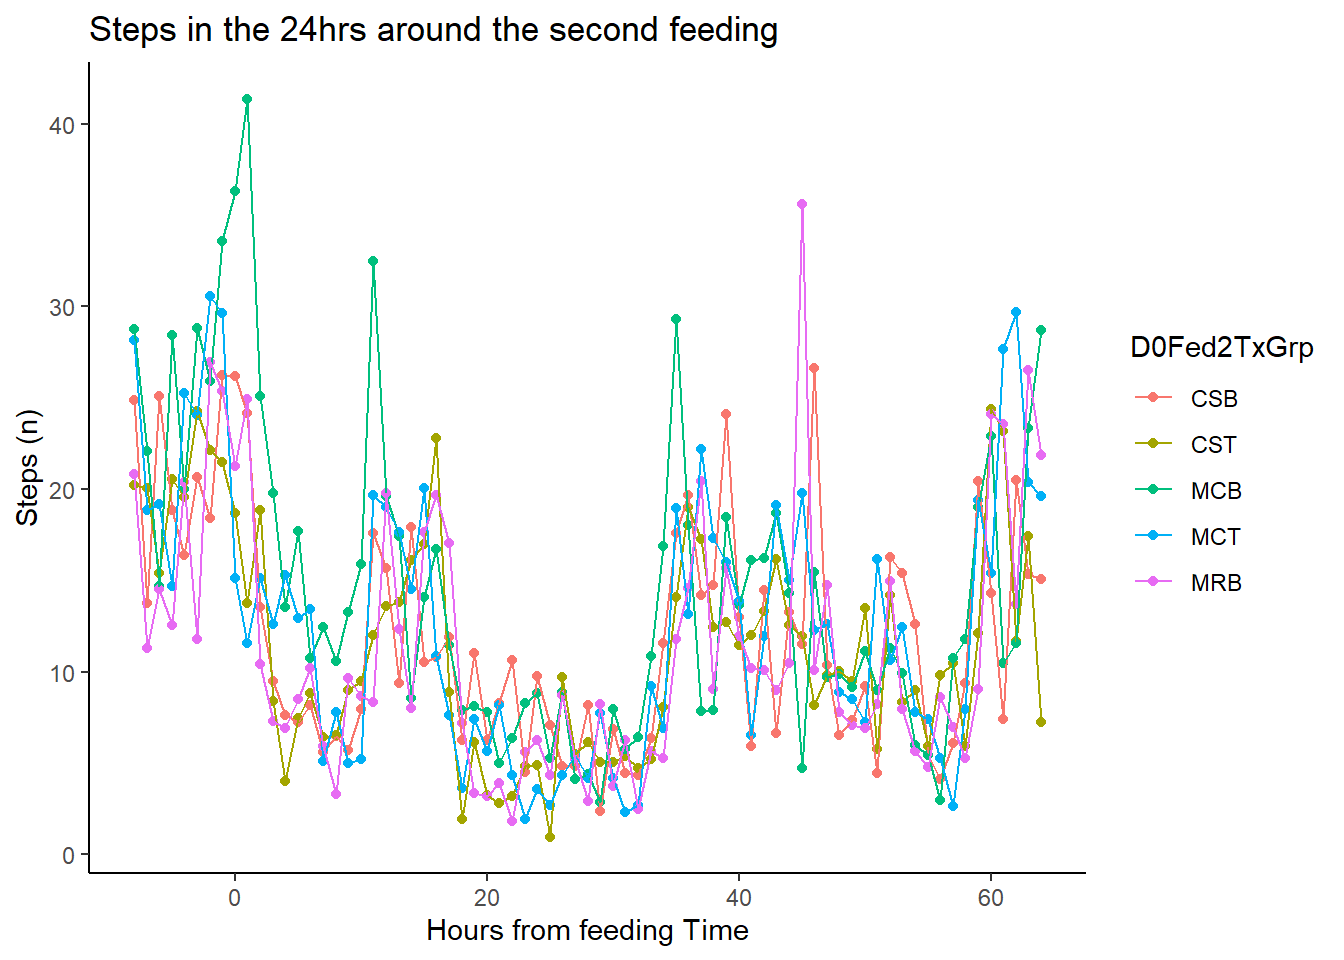 Steps in the 24hrs around the second feeding
40
30
20
10
0
Steps (n)
0 20 40 60
Hours from feeding Time
D0Fed2TxGrp
CSB
CST
MCB
MCT
MRB